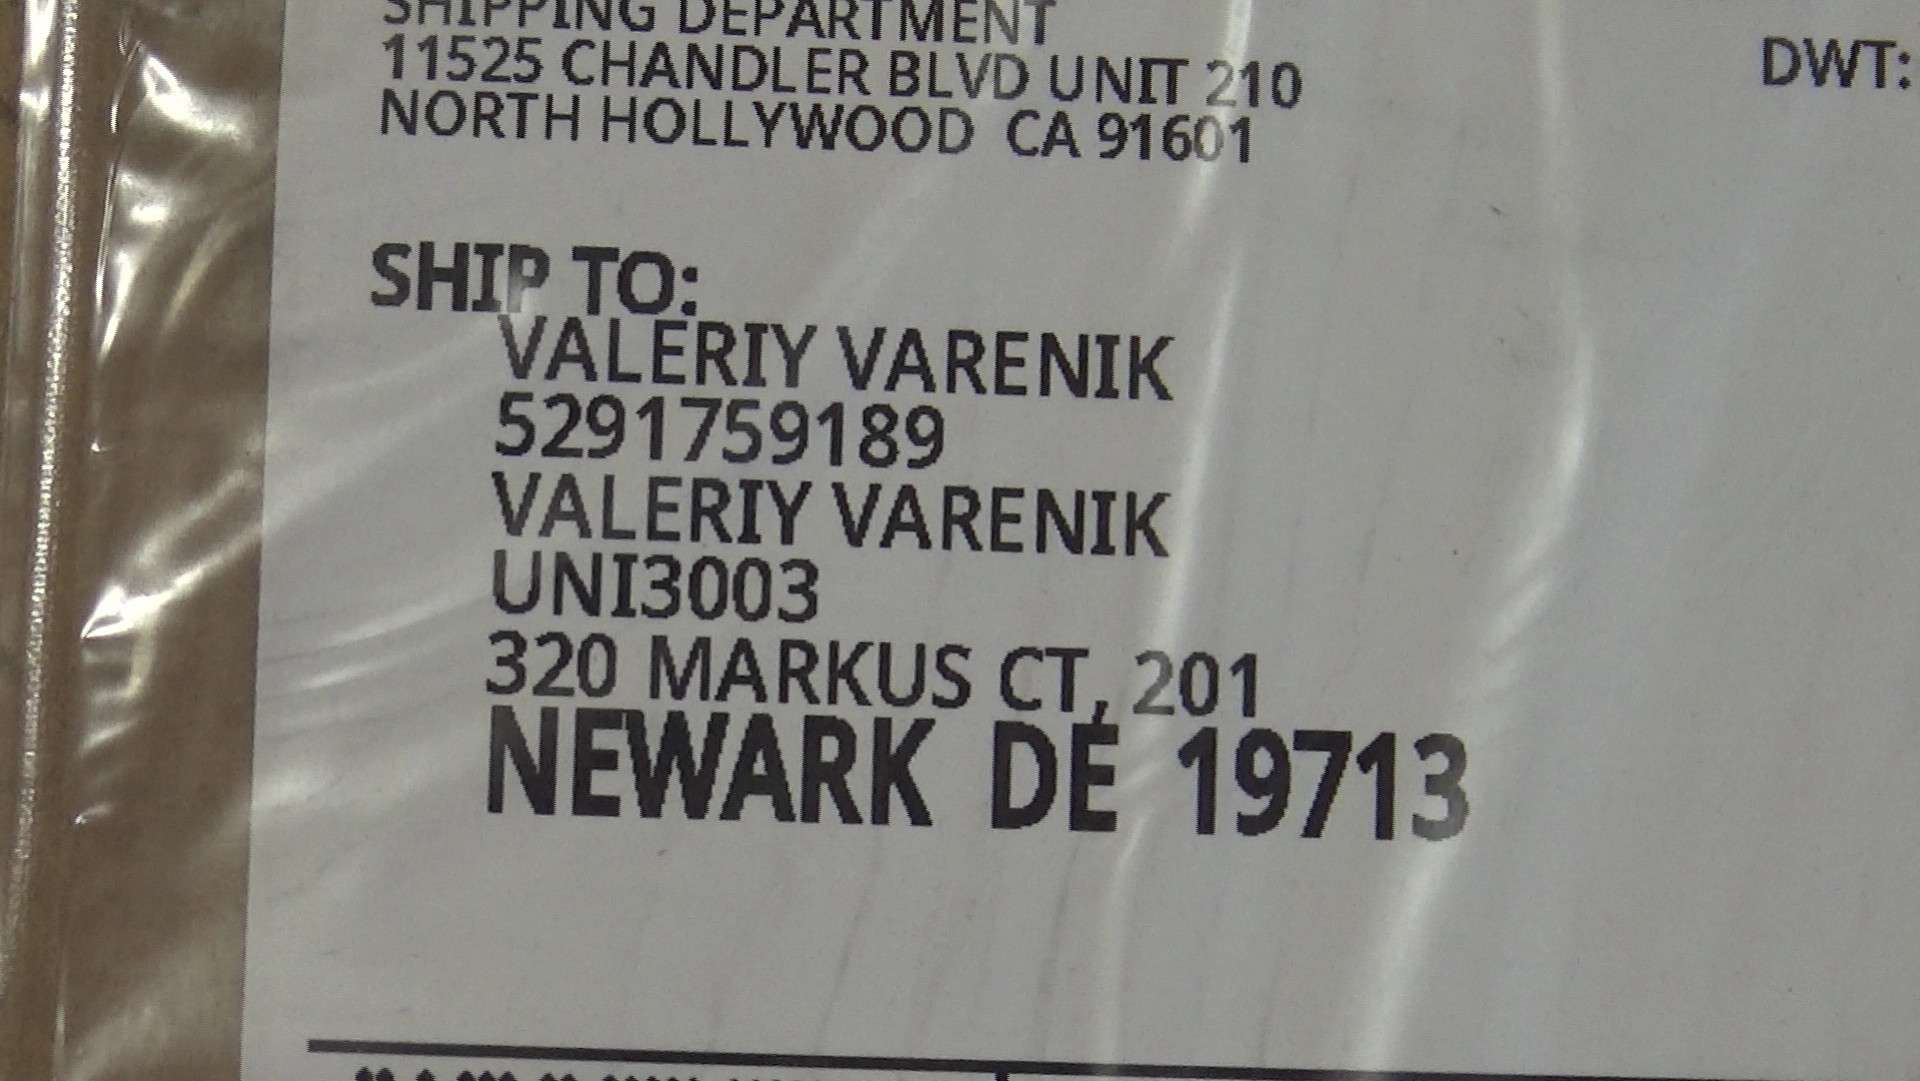 SHIPPING DEPARTMENT
11525 CHANDLER BLVD UNIT 210
NORTH HOLLYWOOD CA 91601
DWT:
SHIP TO:
VALERIY VARENIK
5291759189
VALERIY VARENIK
UNI3003
320 MARKUS CT, 201
NEWARK DE 19713